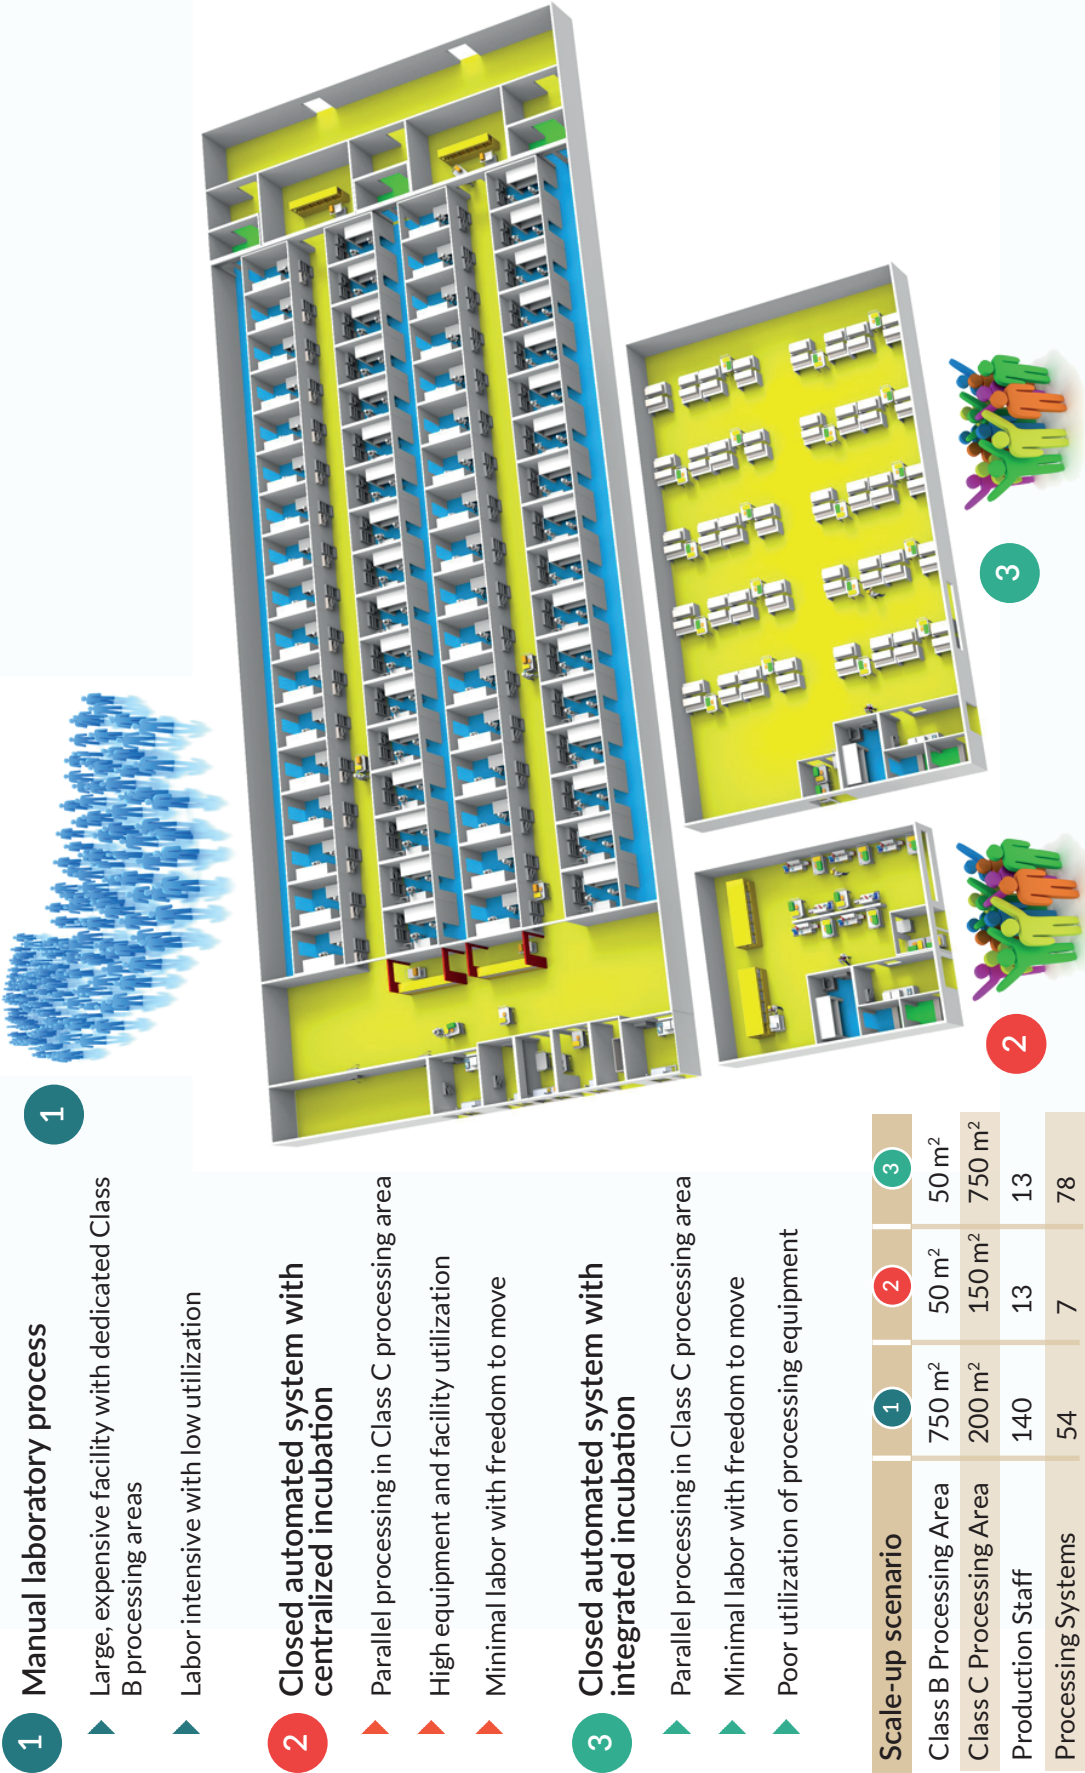 1 Manual laboratory process
Large, expensive facility with dedicated Class
B processing areas
Labor intensive with low utilization
2 Closed automated system with
centralized incubation
Parallel processing in Class C processing area
High equipment and facility utilization
Minimal labor with freedom to move
3 Closed automated system with
integrated incubation
Parallel processing in Class C processing area
Minimal labor with freedom to move
Poor utilization of processing equipment
Scale-up scenario 1 2 3
Class B Processing Area 750 m² 50 m² 50 m²
Class C Processing Area 200 m² 150 m² 750 m²
Production Staff 140 13 13
Processing Systems 54 7 78
1
2
3